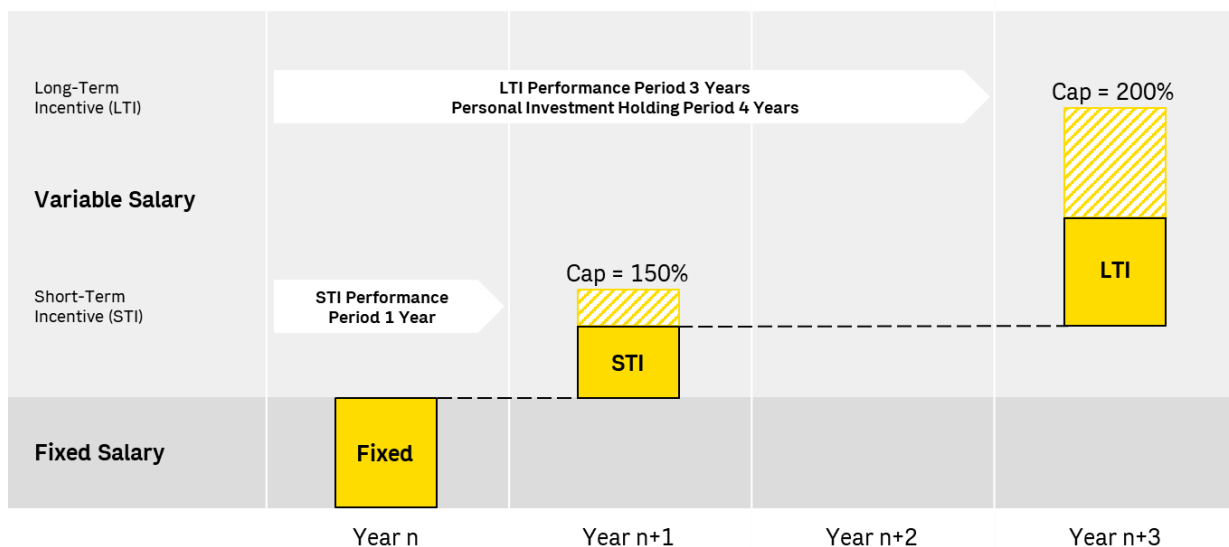 Long-Term
Incentive (LTI)
LTI Performance Period 3 Years
Personal Investment Holding Period 4 Years
Cap = 200%
Variable Salary
LTI
Short-Term
Incentive (STI)
STI Performance
Period 1 Year
Cap = 150%
STI
Fixed Salary
Fixed
Year n
Year n+1
Year n+2
Year n+3